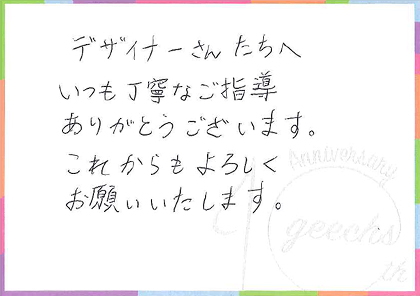 デザイナーさんたちへ
いつも丁寧なご指導
ありがとうございます。
これからもよろしく
お願いいたします。
Anniversary
geechs
th